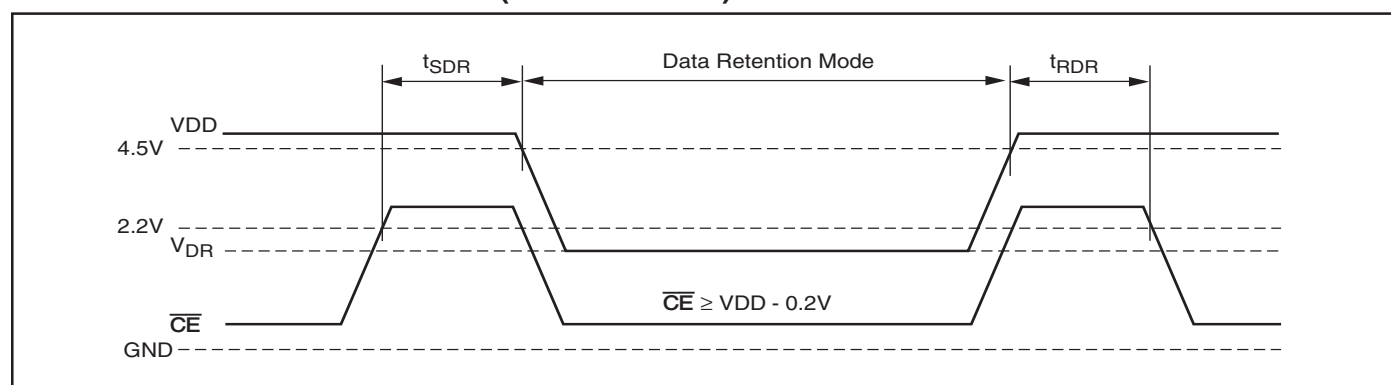 tSDR
Data Retention Mode
tRDR
VDD
4.5V
2.2V
VDR
CE ≥ VDD - 0.2V
CE
GND